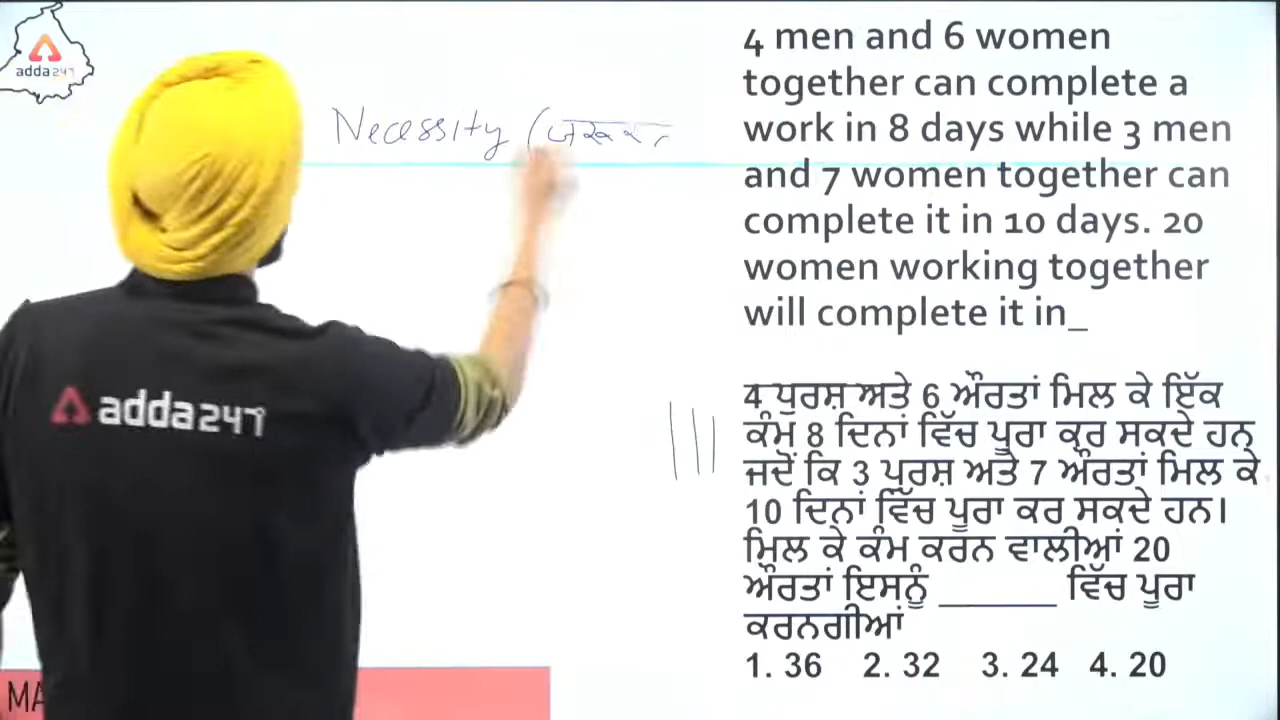 adda247
Necessity (
4 men and 6 women
together can complete a
work in 8 days while 3 men
and 7 women together can
complete it in 10 days. 20
women working together
will complete it in_
adda247
4 ਪੁਰਸ਼ ਅਤੇ 6 ਔਰਤਾਂ ਮਿਲ ਕੇ ਇੱਕ
ਕੰਮ 8 ਦਿਨਾਂ ਵਿੱਚ ਪੂਰਾ ਕਰ ਸਕਦੇ ਹਨ
ਜਦੋਂ ਕਿ 3 ਪੁਰਸ਼ ਅਤੇ 7 ਔਰਤਾਂ ਮਿਲ ਕੇ
10 ਦਿਨਾਂ ਵਿੱਚ ਪੂਰਾ ਕਰ ਸਕਦੇ ਹਨ।
ਮਿਲ ਕੇ ਕੰਮ ਕਰਨ ਵਾਲੀਆਂ 20
ਔਰਤਾਂ ਇਸਨੂੰ ______ ਵਿੱਚ ਪੂਰਾ
ਕਰਨਗੀਆਂ
1. 36 2. 32 3. 24 4. 20